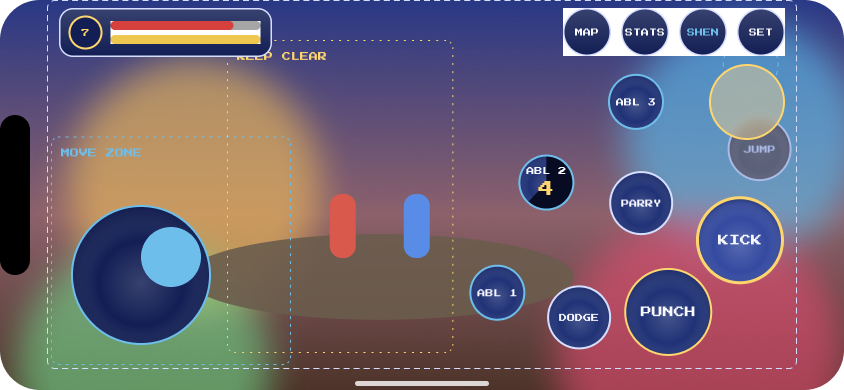 7
MAP
STATS
SHEN
SET
KEEP CLEAR
ABL 3
JUMP
MOVE ZONE
ABL 2
4
PARRY
KICK
ABL 1
DODGE
PUNCH